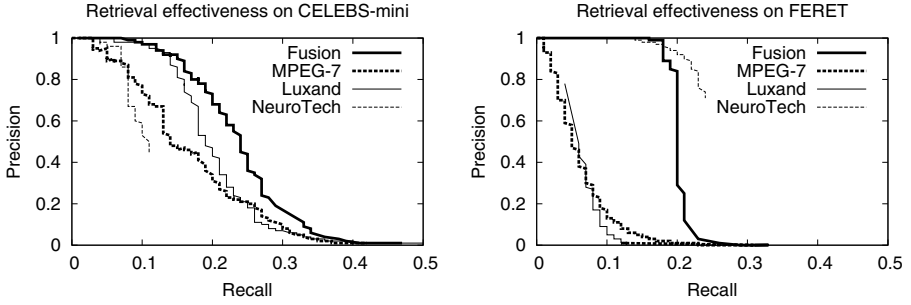 Retrieval effectiveness on CELEBS-mini
1
0.8
0.6
0.4
0.2
0
Precision
0 0.1 0.2 0.3 0.4 0.5
Recall
Fusion
MPEG-7
Luxand
NeuroTech
Retrieval effectiveness on FERET
1
0.8
0.6
0.4
0.2
0
Precision
0 0.1 0.2 0.3 0.4 0.5
Recall
Fusion
MPEG-7
Luxand
NeuroTech